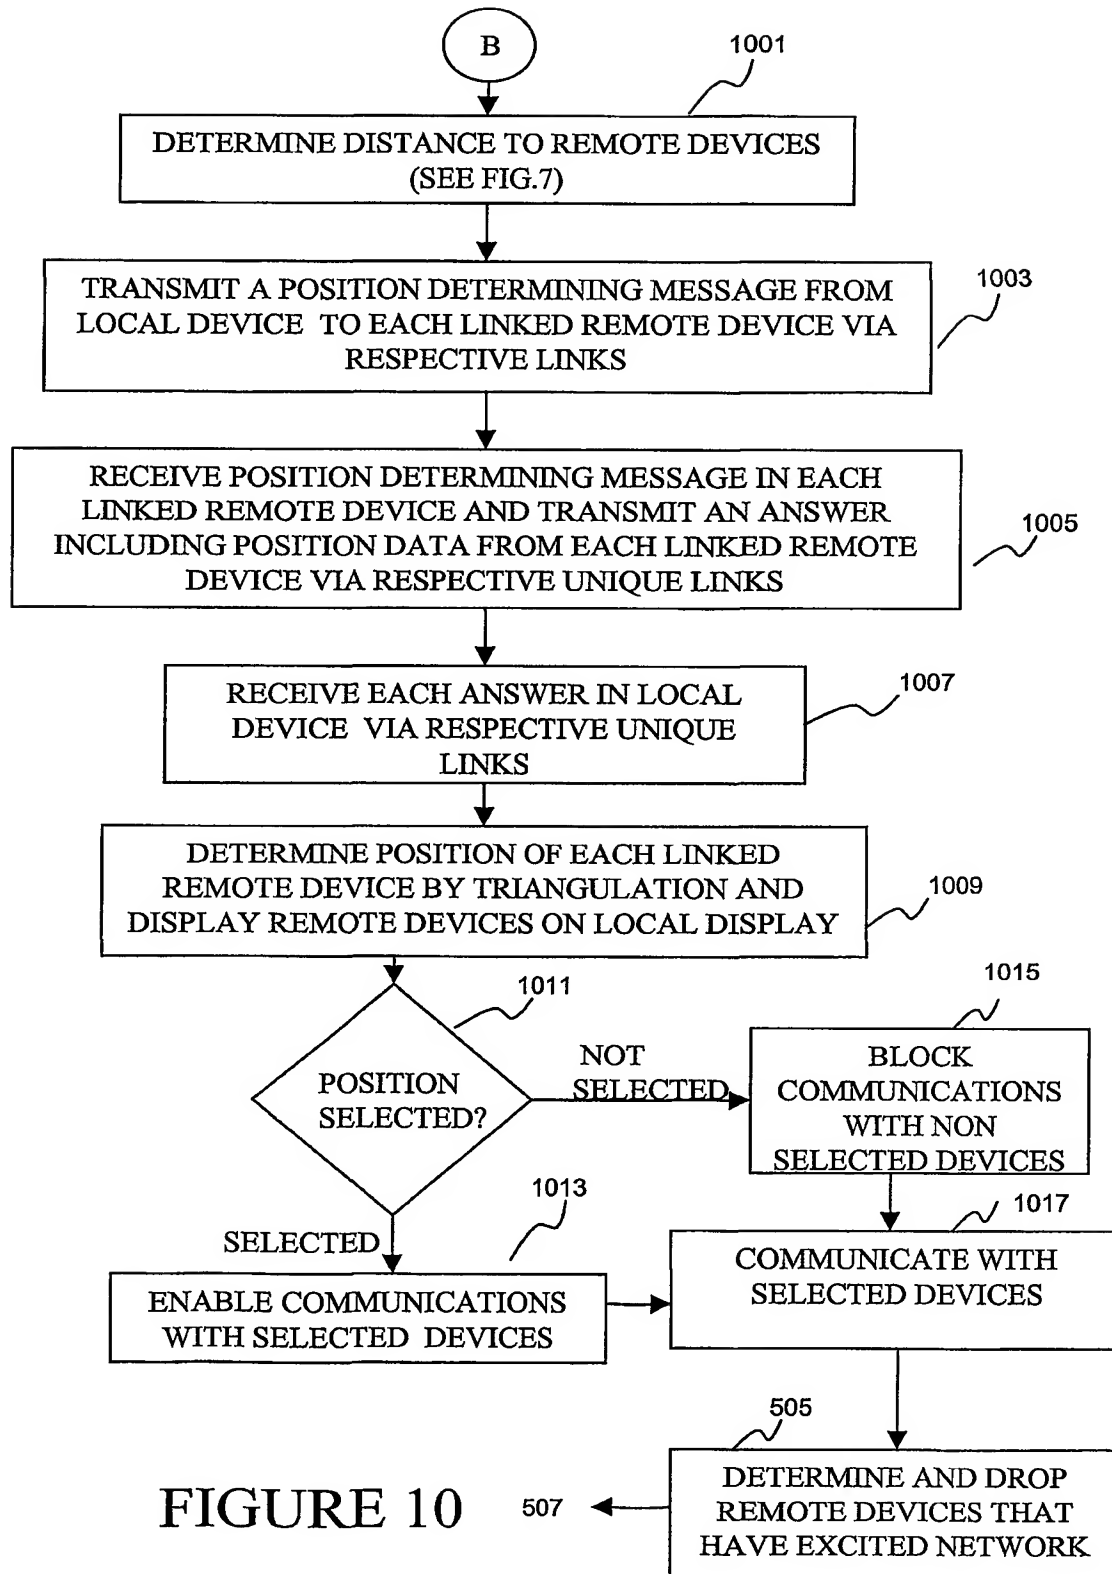 B
1001
DETERMINE DISTANCE TO REMOTE DEVICES
(SEE FIG.7)
TRANSMIT A POSITION DETERMINING MESSAGE FROM
LOCAL DEVICE TO EACH LINKED REMOTE DEVICE VIA
RESPECTIVE LINKS
1003
RECEIVE POSITION DETERMINING MESSAGE IN EACH
LINKED REMOTE DEVICE AND TRANSMIT AN ANSWER
INCLUDING POSITION DATA FROM EACH LINKED REMOTE
DEVICE VIA RESPECTIVE UNIQUE LINKS
1005
RECEIVE EACH ANSWER IN LOCAL
DEVICE VIA RESPECTIVE UNIQUE
LINKS
1007
DETERMINE POSITION OF EACH LINKED
REMOTE DEVICE BY TRIANGULATION AND
DISPLAY REMOTE DEVICES ON LOCAL DISPLAY
1009
1011
POSITION
SELECTED?
NOT
SELECTED
1015
BLOCK
COMMUNICATIONS
WITH NON
SELECTED DEVICES
SELECTED
1013
ENABLE COMMUNICATIONS
WITH SELECTED DEVICES
1017
COMMUNICATE WITH
SELECTED DEVICES
505
DETERMINE AND DROP
REMOTE DEVICES THAT
HAVE EXCITED NETWORK
507
FIGURE 10